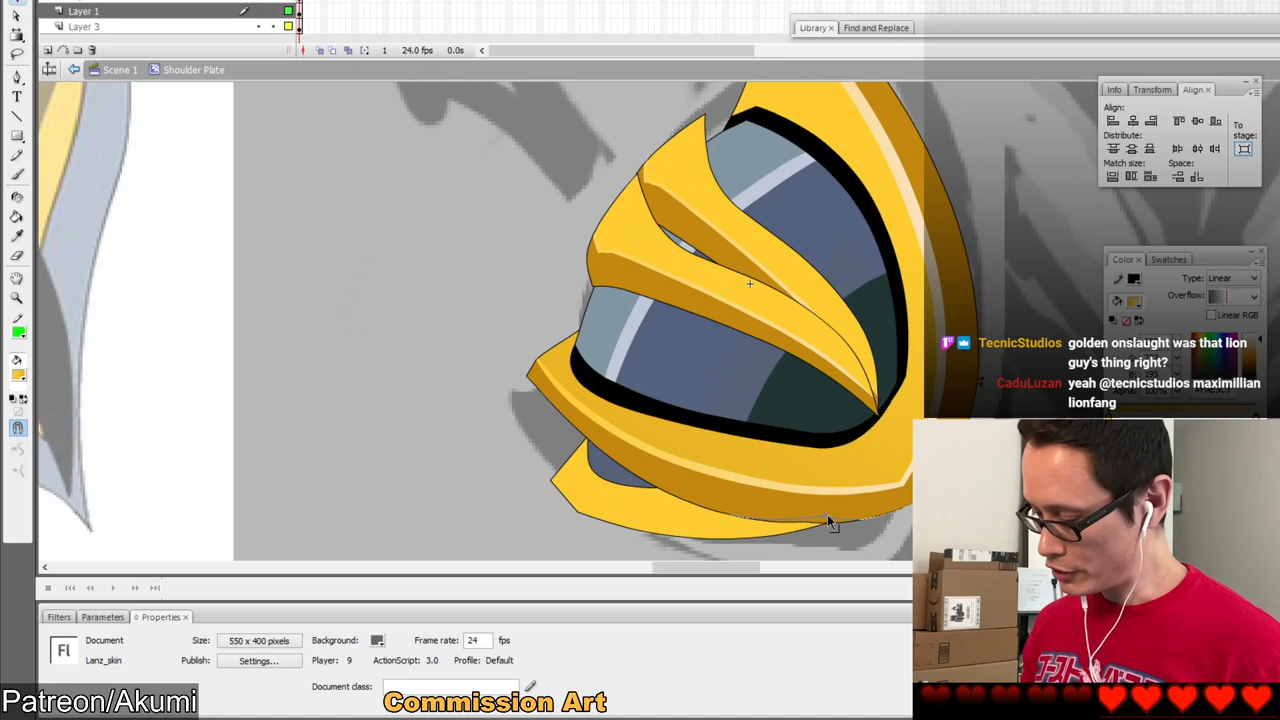 Layer 1
Layer 3
1 24.0 fps 0.0s
Library Find and Replace
Scene 1 Shoulder Plate
Info Transform Align
Align:
To stage:
Distribute:
Match size: Space:
Color Swatches
Type: Linear
Overflow:
Linear RGB
TecnicStudios golden onslaught was that lion
guy's thing right?
CaduLuzan yeah @tecnicstudios maximillian
lionfang
Filters Parameters Properties
Fl
Document
Lanz_skin
Size: 550 x 400 pixels Background: Frame rate: 24 fps
Publish: Settings... Player: 9 ActionScript: 3.0 Profile: Default
Document class:
Patreon/Akumi
Commission Art